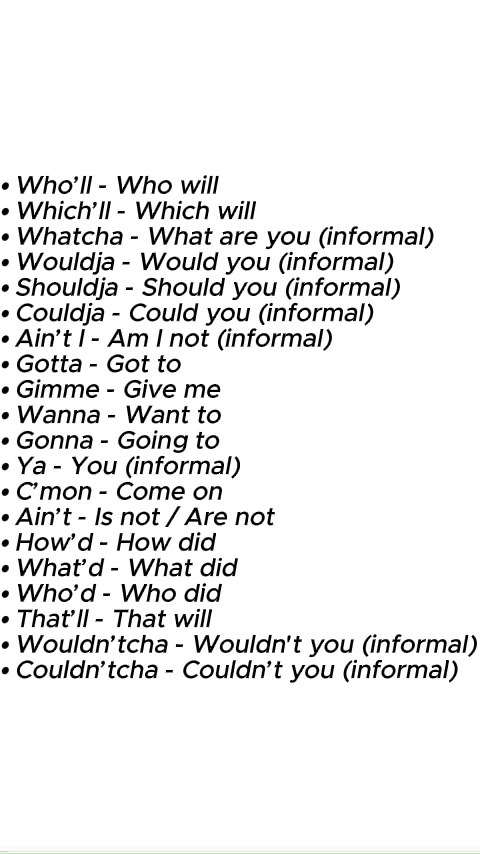 • Who’ll - Who will
• Which’ll - Which will
• Whatcha - What are you (informal)
• Wouldja - Would you (informal)
• Shouldja - Should you (informal)
• Couldja - Could you (informal)
• Ain’t I - Am I not (informal)
• Gotta - Got to
• Gimme - Give me
• Wanna - Want to
• Gonna - Going to
• Ya - You (informal)
• C’mon - Come on
• Ain’t - Is not / Are not
• How’d - How did
• What’d - What did
• Who’d - Who did
• That’ll - That will
• Wouldn’tcha - Wouldn't you (informal)
• Couldn’tcha - Couldn’t you (informal)